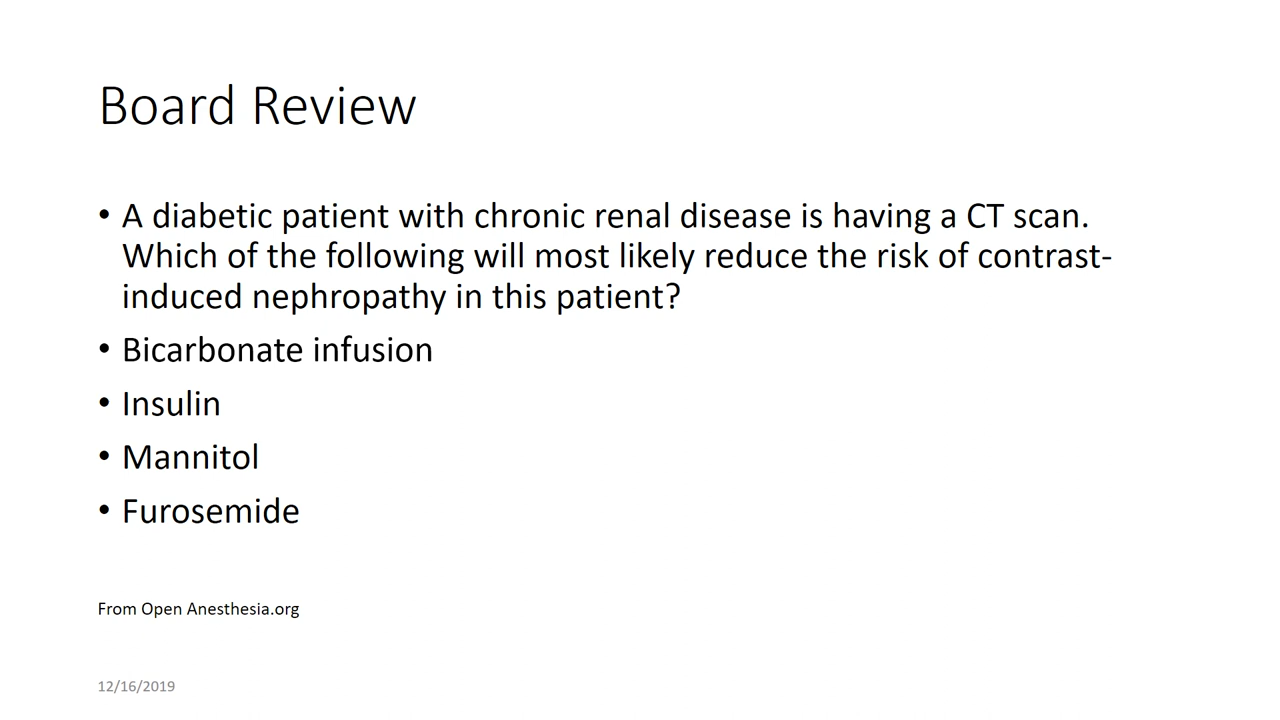 Board Review
• A diabetic patient with chronic renal disease is having a CT scan.
Which of the following will most likely reduce the risk of contrast-
induced nephropathy in this patient?
• Bicarbonate infusion
• Insulin
• Mannitol
• Furosemide
From Open Anesthesia.org
12/16/2019